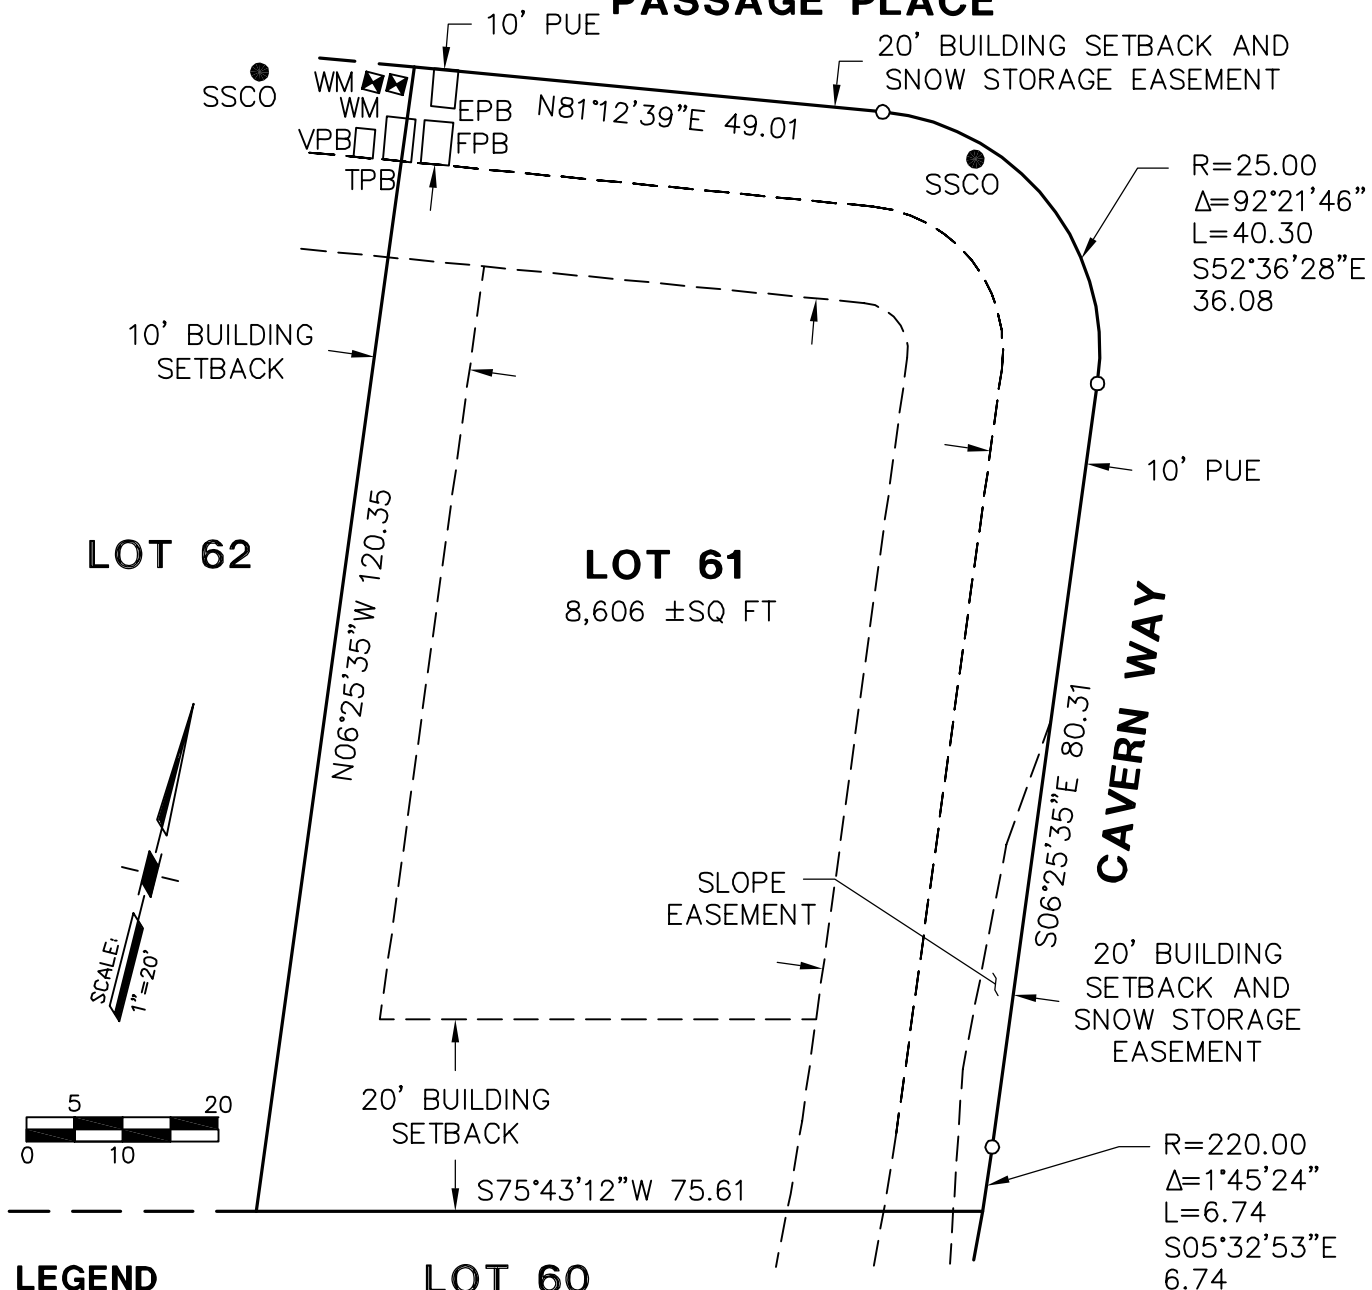 PASSAGE PLACE
10' PUE
20' BUILDING SETBACK AND
SNOW STORAGE EASEMENT
SSCO
WM
WM
EPB
N81°12'39"E 49.01
VPB
FPB
TPB
SSCO
R=25.00
Δ=92°21'46"
L=40.30
S52°36'28"E
36.08
10' BUILDING
SETBACK
10' PUE
LOT 62
N06°25'35"W 120.35
LOT 61
8,606 ±SQ FT
CAVERN WAY
S06°25'35"E 80.31
SLOPE
EASEMENT
20' BUILDING
SETBACK AND
SNOW STORAGE
EASEMENT
SCALE:
1"=20'
5 20
0 10
20' BUILDING
SETBACK
S75°43'12"W 75.61
R=220.00
Δ=1°45'24"
L=6.74
S05°32'53"E
6.74
LEGEND
LOT 60